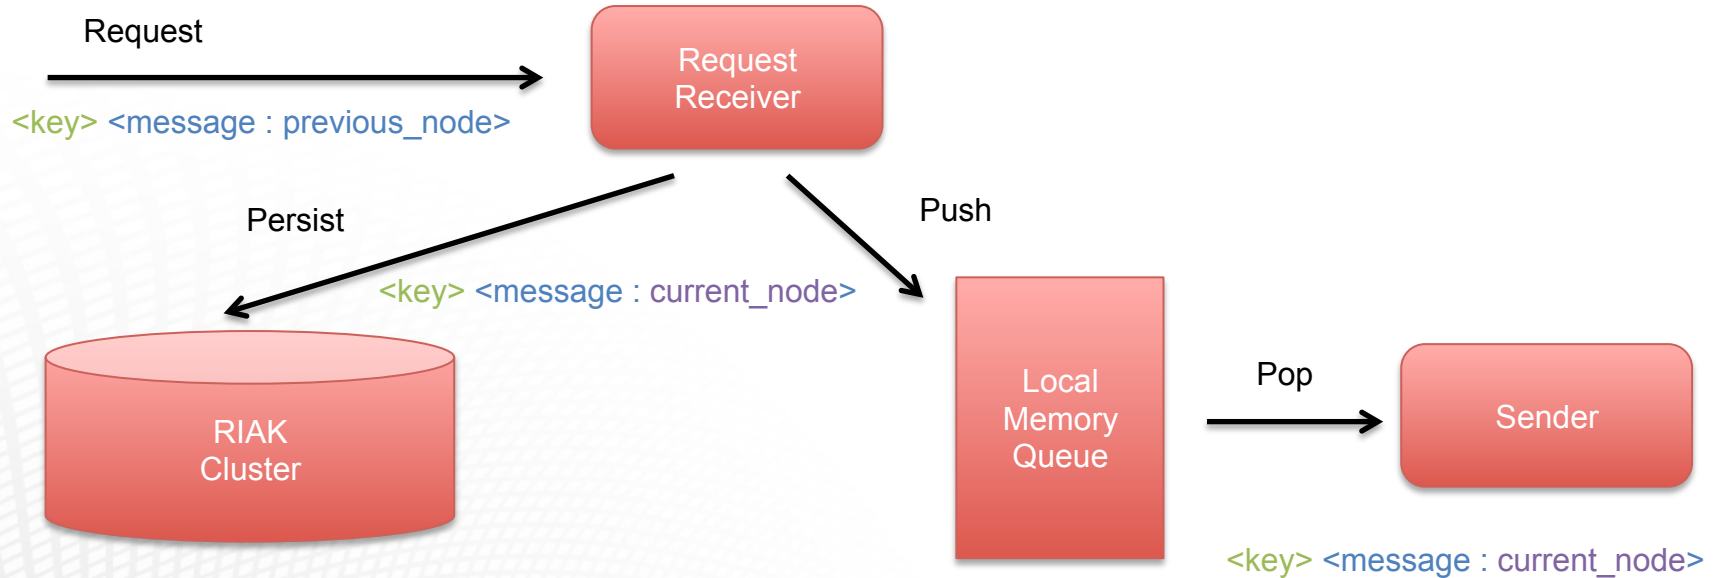 Request
Request
Receiver
<key> <message : previous_node>
Persist
Push
<key> <message : current_node>
Local
Memory
Queue
Pop
Sender
RIAK
Cluster
<key> <message : current_node>